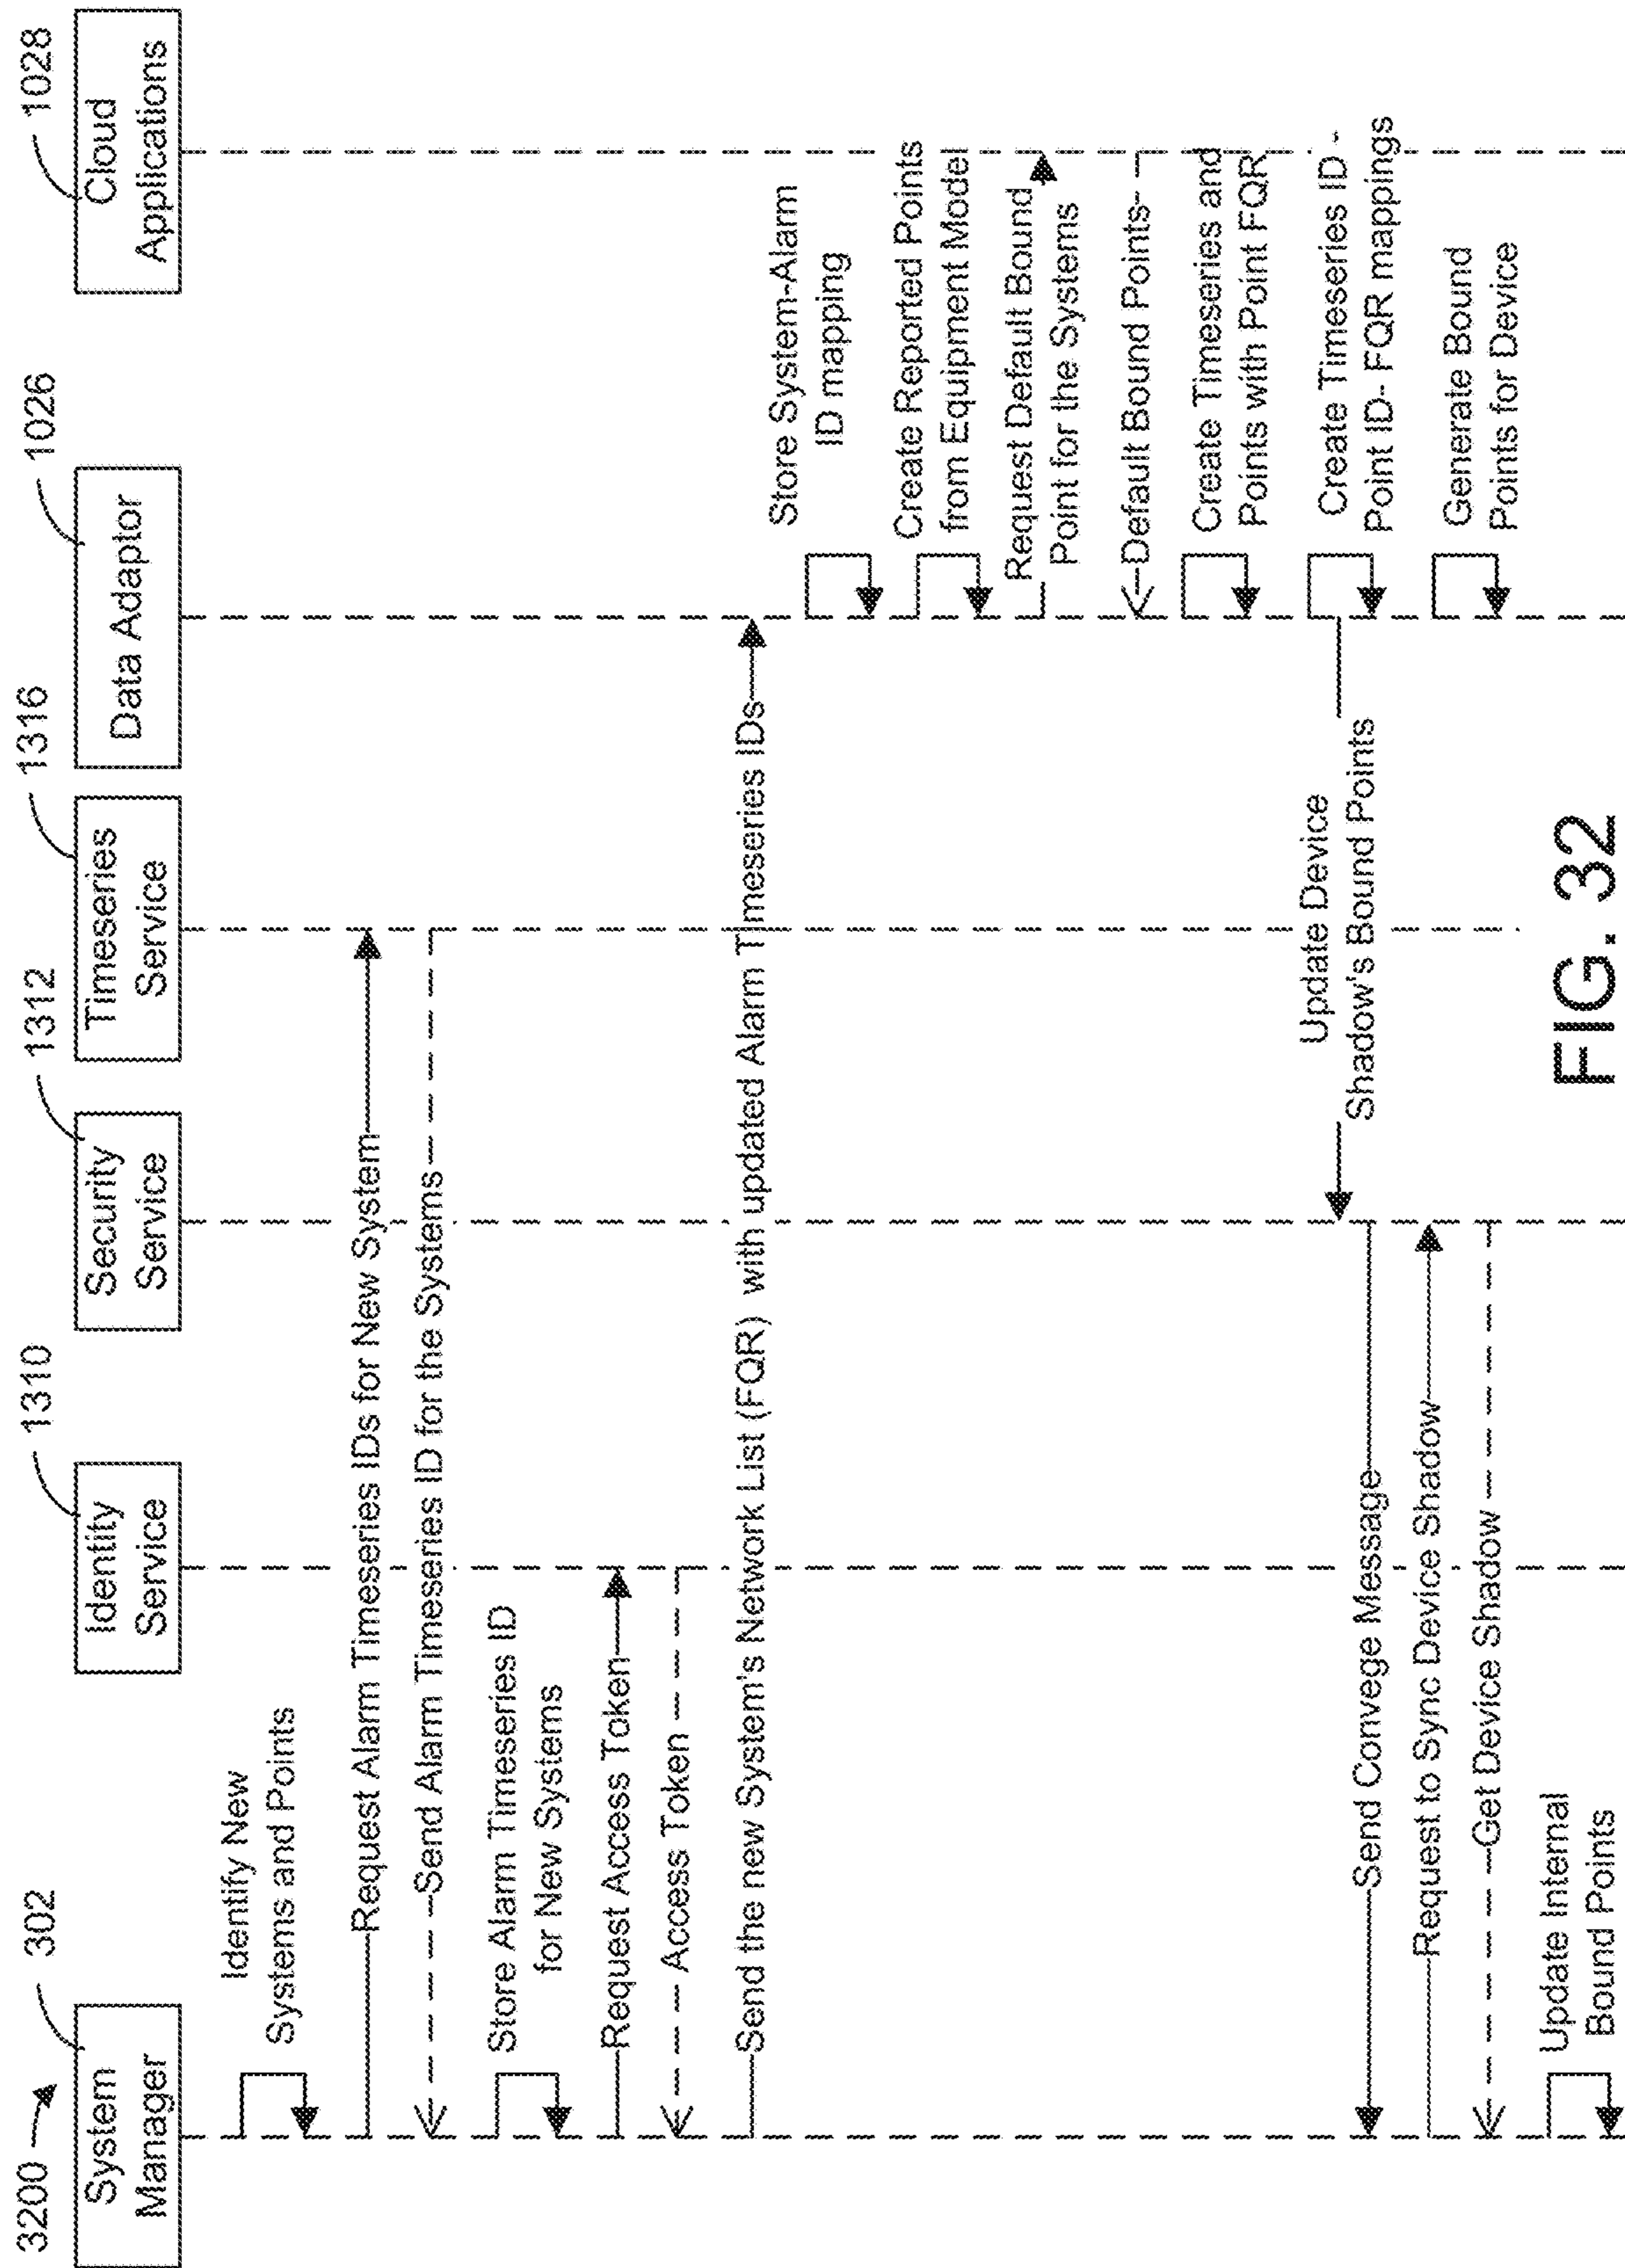 3200
302
1310
1312
1316
1026
1028
System
Manager
Identity
Service
Security
Service
Timeseries
Service
Data Adaptor
Cloud
Applications
Identify New
Systems and Points
Request Alarm Timeseries IDs for New System
Send Alarm Timeseries ID for the Systems
Store Alarm Timeseries ID
for New Systems
Request Access Token
Access Token
Send the new System's Network List (FQR) with updated Alarm Timeseries IDs
Store System-Alarm
ID mapping
Create Reported Points
from Equipment Model
Request Default Bound
Point for the Systems
Default Bound Points
Create Timeseries and
Points with Point FQR
Create Timeseries ID -
Point ID- FQR mappings
Update Device
Shadow's Bound Points
Generate Bound
Points for Device
Send Convege Message
Request to Sync Device Shadow
Get Device Shadow
Update Internal
Bound Points
FIG. 32